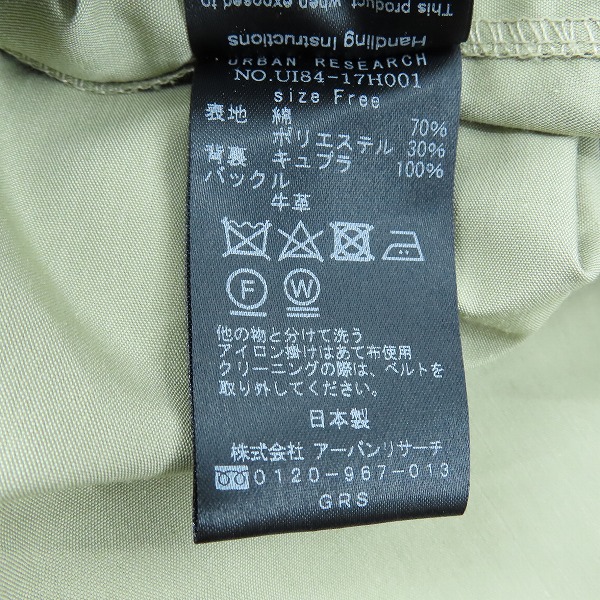 This product when exposed to
Handling Instructions
URBAN RESEARCH
NO.UI84-17H001
size Free
表地 綿 70%
ポリエステル 30%
背裏 キュプラ 100%
バックル
牛革
F W
他の物と分けて洗う
アイロン掛けはあて布使用
クリーニングの際は、ベルトを
取り外してください。
日本製
株式会社 アーバンリサーチ
0120-967-013
GRS